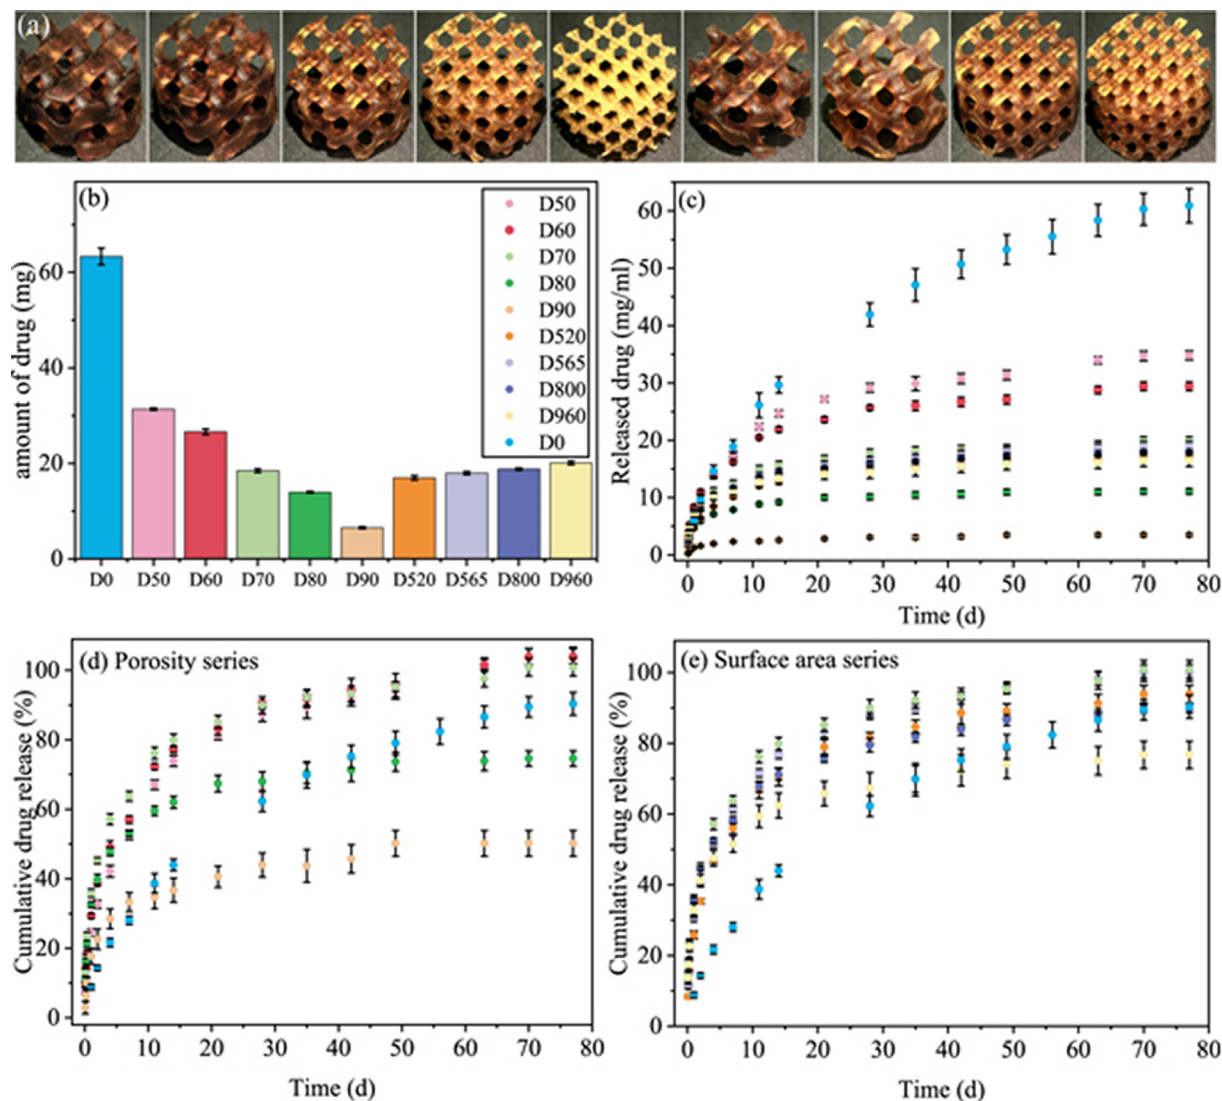 (a)
(b)
amount of drug (mg)
60
40
20
0
D0 D50 D60 D70 D80 D90 D520 D565 D800 D960
D50
D60
D70
D80
D90
D520
D565
D800
D960
D0
(c)
Released drug (mg/ml)
60
50
40
30
20
10
0
0 10 20 30 40 50 60 70 80
Time (d)
(d) Porosity series
Cumulative drug release (%)
100
80
60
40
20
0
0 10 20 30 40 50 60 70 80
Time (d)
(e) Surface area series
Cumulative drug release (%)
100
80
60
40
20
0
0 10 20 30 40 50 60 70 80
Time (d)